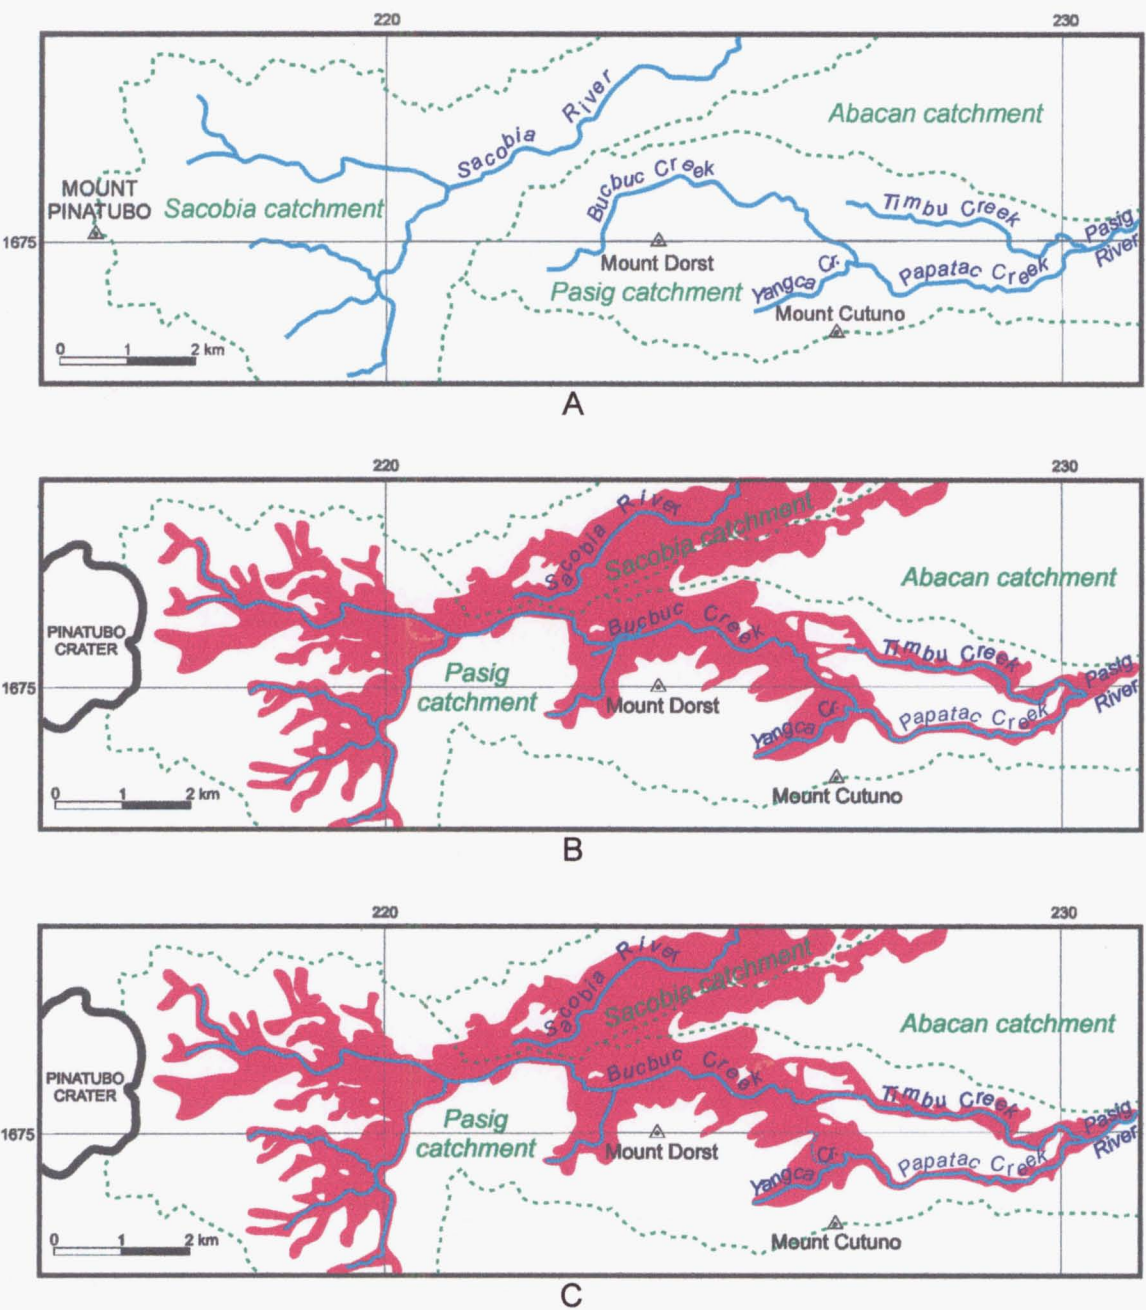 220
230
Sacobia River
Abacan catchment
Bucbuc Creek
MOUNT
PINATUBO
Sacobia catchment
Timbu Creek
Pasig
River
1675
Mount Dorst
Yangca Cr.
Papatac Creek
Pasig catchment
Mount Cutuno
0 1 2 km
A
220
230
Sacobia River
Sacobia catchment
Abacan catchment
Bucbuc Creek
PINATUBO
CRATER
Timbu Creek
Pasig
River
Pasig
catchment
1675
Mount Dorst
Yangca Cr.
Papatac Creek
Mount Cutuno
0 1 2 km
B
220
230
Sacobia River
Sacobia catchment
Abacan catchment
Bucbuc Creek
PINATUBO
CRATER
Timbu Creek
Pasig
River
Pasig
catchment
1675
Mount Dorst
Yangca Cr.
Papatac Creek
Mount Cutuno
0 1 2 km
C